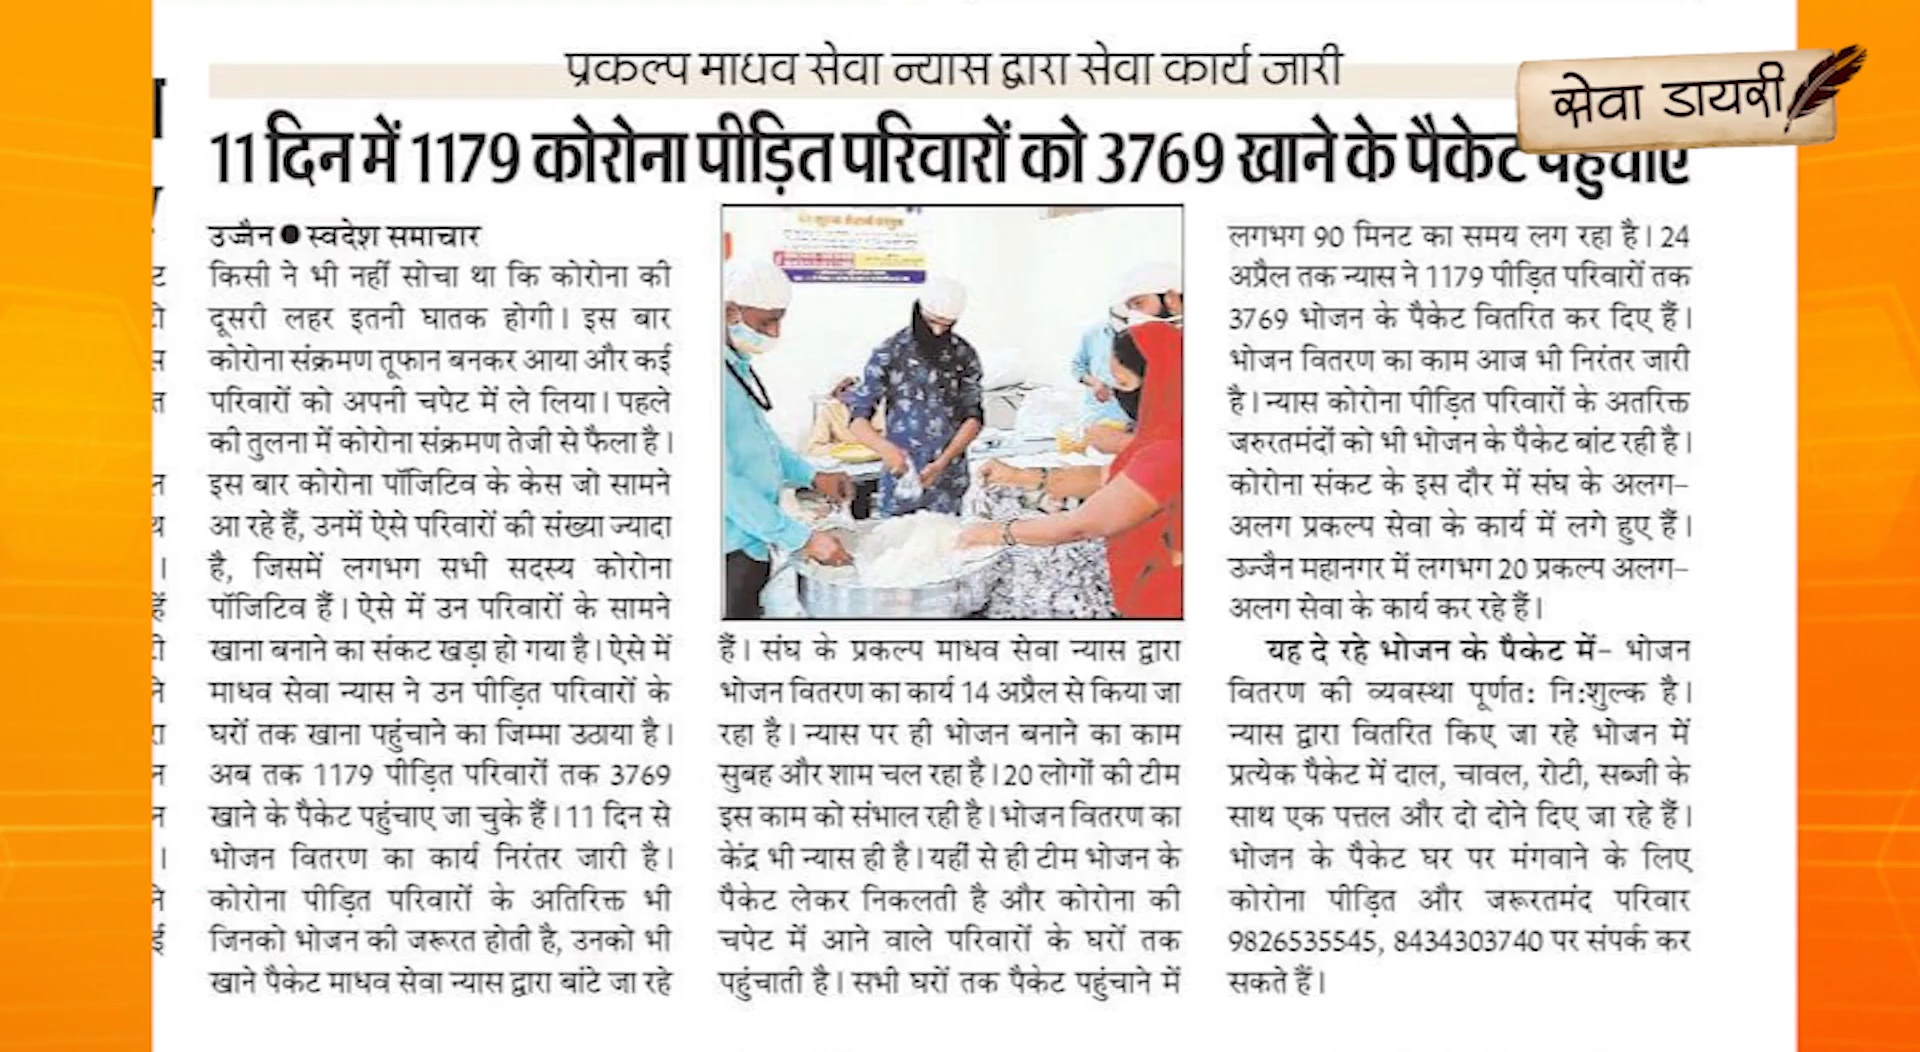 प्रकल्प माधव सेवा न्यास द्वारा सेवा कार्य जारी
सेवा डायरी
11 दिन में 1179 कोरोना पीड़ित परिवारों को 3769 खाने के पैकेट पहुंचाए
उज्जैन ● स्वदेश समाचार
किसी ने भी नहीं सोचा था कि कोरोना की
दूसरी लहर इतनी घातक होगी। इस बार
कोरोना संक्रमण तूफान बनकर आया और कई
परिवारों को अपनी चपेट में ले लिया। पहले
की तुलना में कोरोना संक्रमण तेजी से फैला है।
इस बार कोरोना पॉजिटिव के केस जो सामने
आ रहे हैं, उनमें ऐसे परिवारों की संख्या ज्यादा
है, जिसमें लगभग सभी सदस्य कोरोना
पॉजिटिव हैं। ऐसे में उन परिवारों के सामने
खाना बनाने का संकट खड़ा हो गया है। ऐसे में
माधव सेवा न्यास ने उन पीड़ित परिवारों के
घरों तक खाना पहुंचाने का जिम्मा उठाया है।
अब तक 1179 पीड़ित परिवारों तक 3769
खाने के पैकेट पहुंचाए जा चुके हैं। 11 दिन से
भोजन वितरण का कार्य निरंतर जारी है।
कोरोना पीड़ित परिवारों के अतिरिक्त भी
जिनको भोजन की जरूरत होती है, उनको भी
खाने पैकेट माधव सेवा न्यास द्वारा बांटे जा रहे
हैं। संघ के प्रकल्प माधव सेवा न्यास द्वारा
भोजन वितरण का कार्य 14 अप्रैल से किया जा
रहा है। न्यास पर ही भोजन बनाने का काम
सुबह और शाम चल रहा है। 20 लोगों की टीम
इस काम को संभाल रही है। भोजन वितरण का
केंद्र भी न्यास ही है। यहीं से ही टीम भोजन के
पैकेट लेकर निकलती है और कोरोना की
चपेट में आने वाले परिवारों के घरों तक
पहुंचाती है। सभी घरों तक पैकेट पहुंचाने में
लगभग 90 मिनट का समय लग रहा है। 24
अप्रैल तक न्यास ने 1179 पीड़ित परिवारों तक
3769 भोजन के पैकेट वितरित कर दिए हैं।
भोजन वितरण का काम आज भी निरंतर जारी
है। न्यास कोरोना पीड़ित परिवारों के अतरिक्त
जरुरतमंदों को भी भोजन के पैकेट बांट रही है।
कोरोना संकट के इस दौर में संघ के अलग-
अलग प्रकल्प सेवा के कार्य में लगे हुए हैं।
उज्जैन महानगर में लगभग 20 प्रकल्प अलग-
अलग सेवा के कार्य कर रहे हैं।
यह दे रहे भोजन के पैकेट में- भोजन
वितरण की व्यवस्था पूर्णत: नि:शुल्क है।
न्यास द्वारा वितरित किए जा रहे भोजन में
प्रत्येक पैकेट में दाल, चावल, रोटी, सब्जी के
साथ एक पत्तल और दो दोने दिए जा रहे हैं।
भोजन के पैकेट घर पर मंगवाने के लिए
कोरोना पीड़ित और जरूरतमंद परिवार
9826535545, 8434303740 पर संपर्क कर
सकते हैं।